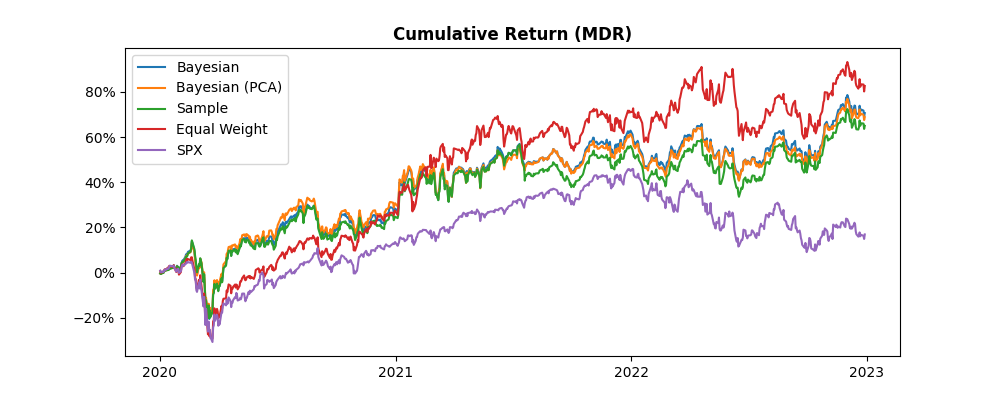 Cumulative Return (MDR)
Bayesian
Bayesian (PCA)
Sample
Equal Weight
SPX
80%
60%
40%
20%
0%
−20%
2020 2021 2022 2023